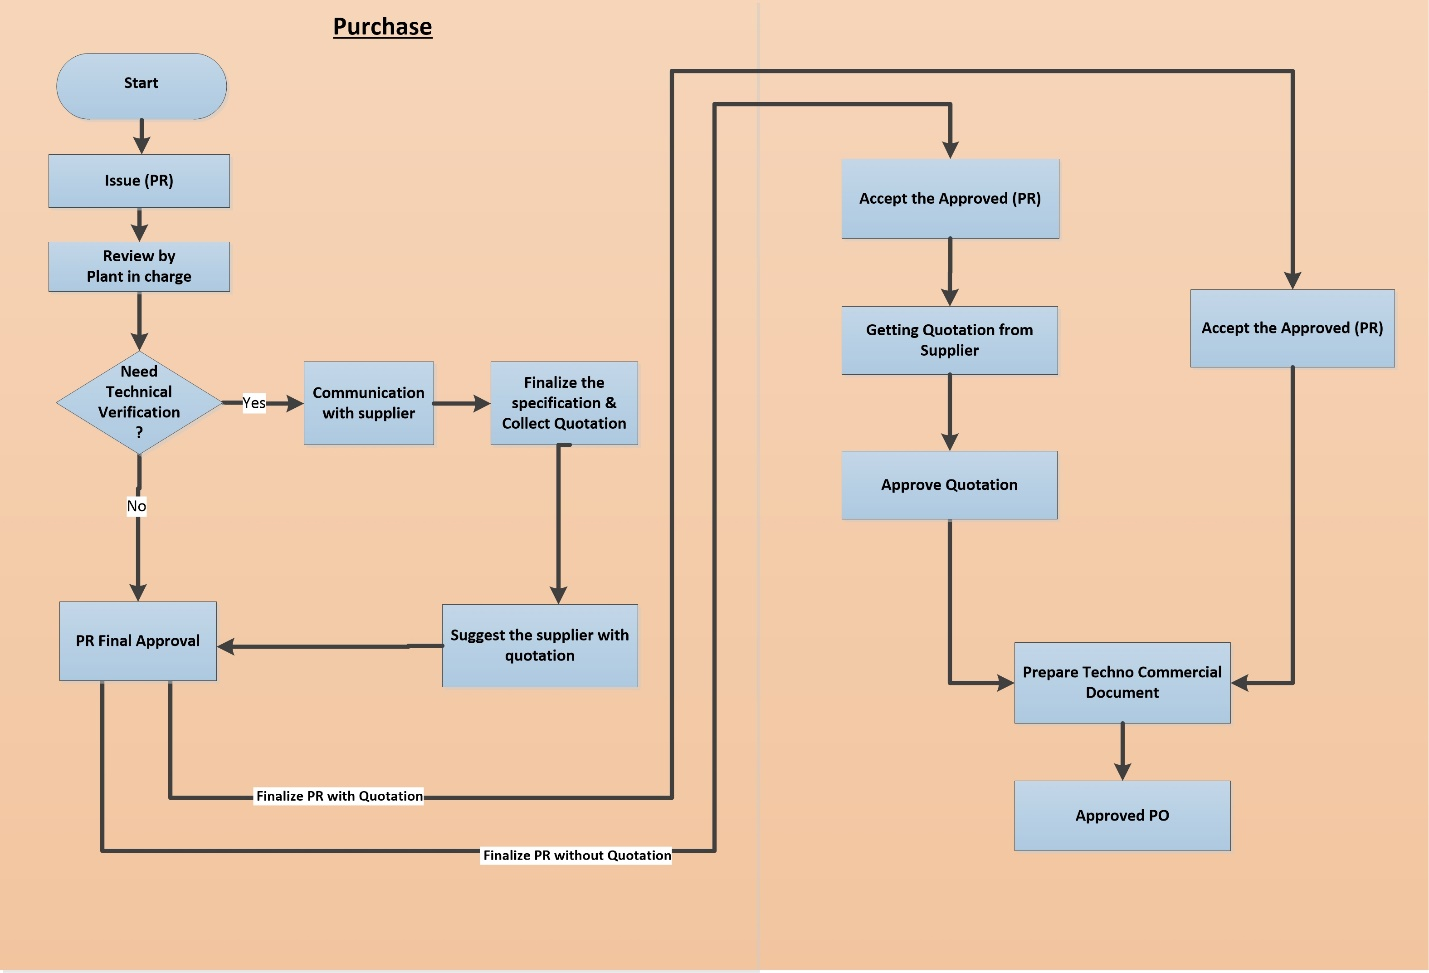 Purchase
Start
Issue (PR)
Review by
Plant in charge
Need
Technical
Verification
?
Yes
Communication
with supplier
Finalize the
specification &
Collect Quotation
No
PR Final Approval
Suggest the supplier with
quotation
Finalize PR with Quotation
Finalize PR without Quotation
Accept the Approved (PR)
Getting Quotation from
Supplier
Approve Quotation
Accept the Approved (PR)
Prepare Techno Commercial
Document
Approved PO